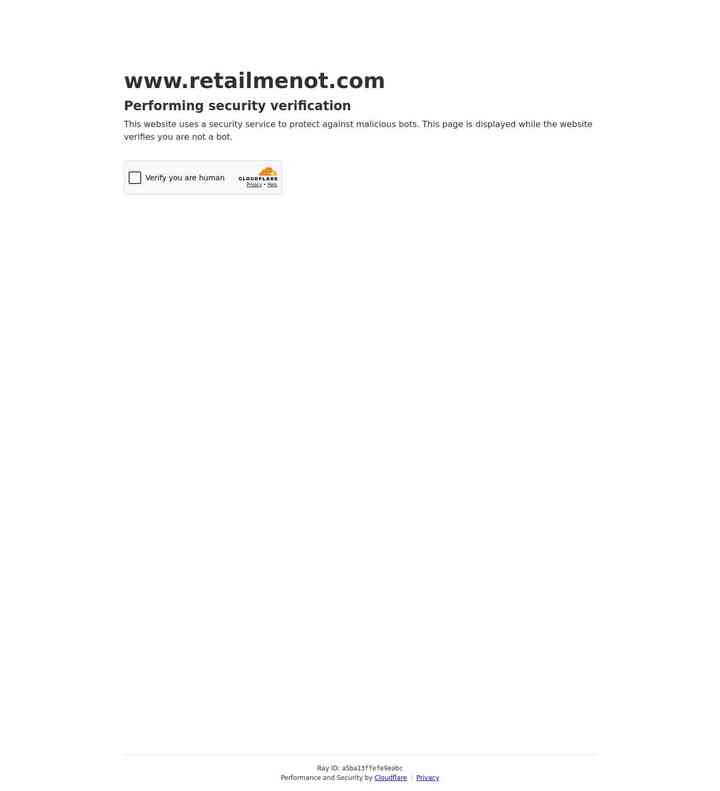 www.retailmenot.com
Performing security verification
This website uses a security service to protect against malicious bots. This page is displayed while the website
verifies you are not a bot.
Verify you are human
CLOUDFLARE
Privacy • Help
Ray ID: a5ba13ffefe9eabc
Performance and Security by Cloudflare | Privacy